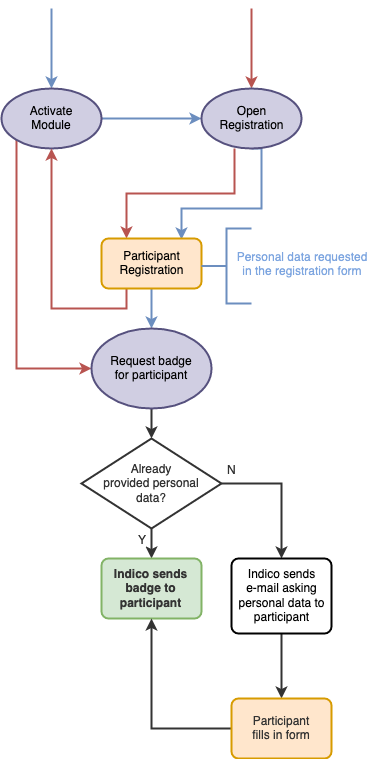 Activate
Module
Open
Registration
Participant
Registration
Personal data requested
in the registration form
Request badge
for participant
Already
provided personal
data?
N
Y
Indico sends
badge to
participant
Indico sends
e-mail asking
personal data to
participant
Participant
fills in form